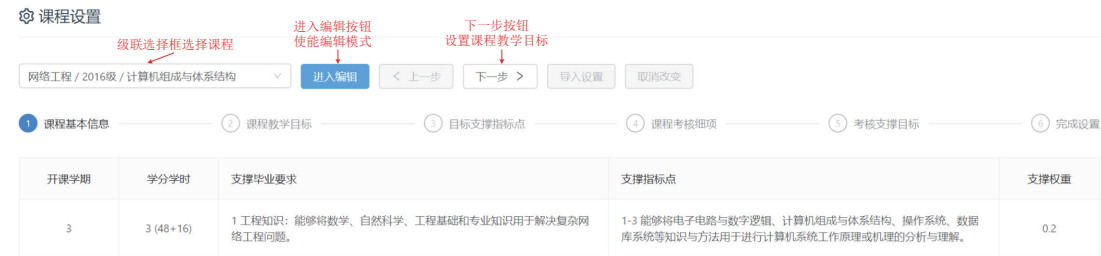 课程设置
进入编辑按钮
使能编辑模式
下一步按钮
设置课程教学目标
级联选择框选择课程
网络工程 / 2016级 / 计算机组成与体系结构
进入编辑
< 上一步
下一步 >
导入设置
取消改变
1 课程基本信息
2 课程教学目标
3 目标支撑指标点
4 课程考核细项
5 考核支撑目标
6 完成设置
开课学期 学分学时 支撑毕业要求 支撑指标点 支撑权重
3
3 (48+16)
1 工程知识：能够将数学、自然科学、工程基础和专业知识用于解决复杂网
络工程问题。
1-3 能够将电子电路与数字逻辑、计算机组成与体系结构、操作系统、数据
库系统等知识与方法用于进行计算机系统工作原理或机理的分析与理解。
0.2